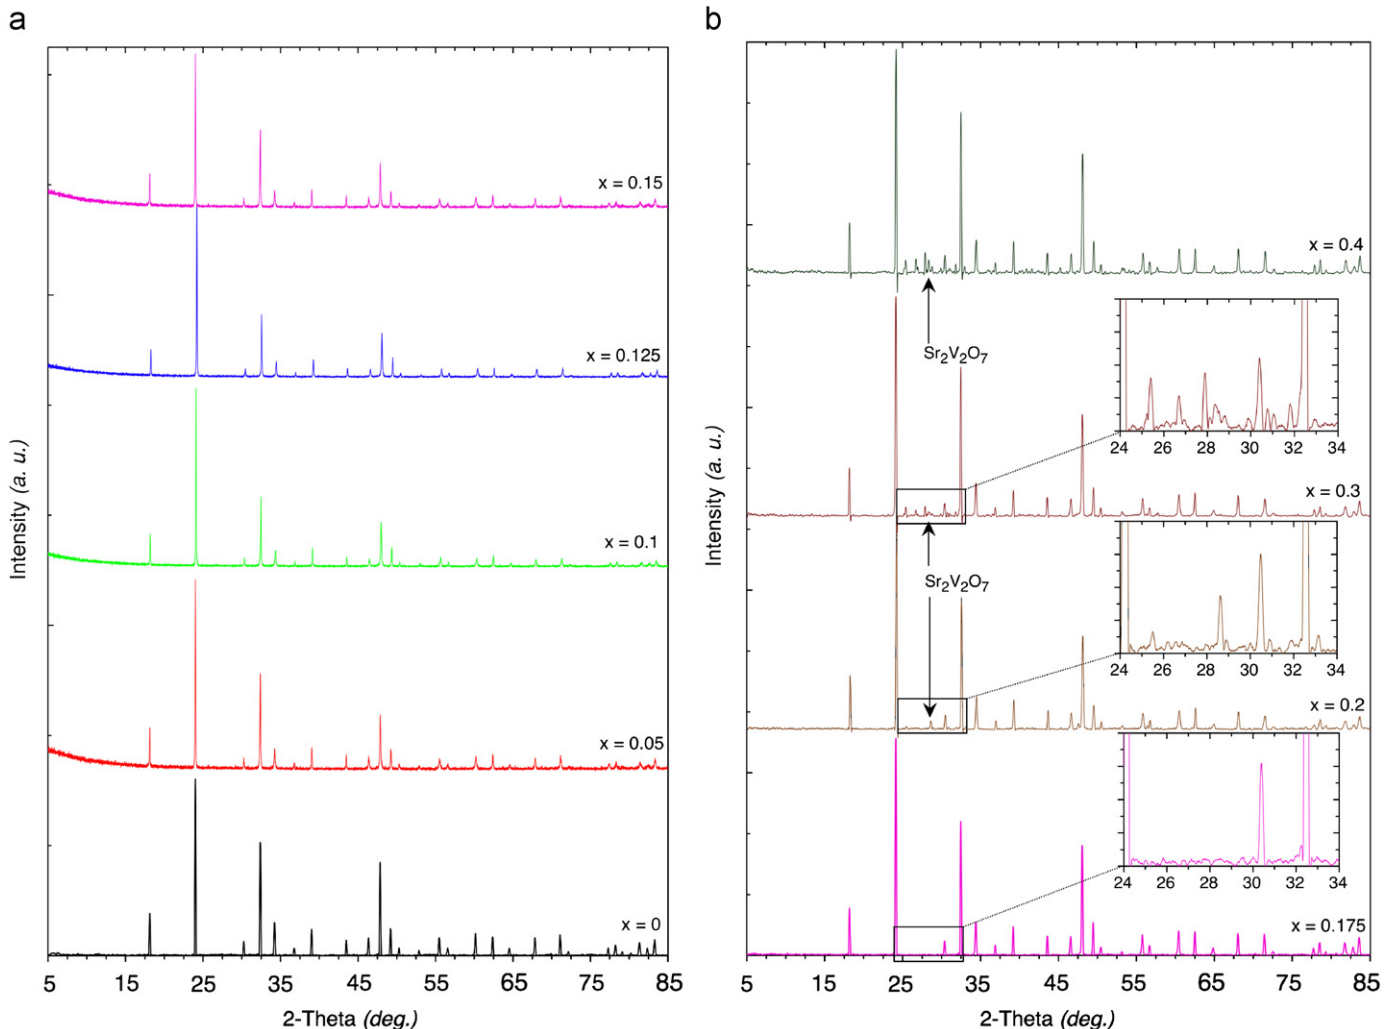 a
x = 0.15
x = 0.125
x = 0.1
x = 0.05
x = 0
Intensity (a. u.)
5 15 25 35 45 55 65 75 85
2-Theta (deg.)
b
x = 0.4
Sr₂V₂O₇
24 26 28 30 32 34
x = 0.3
Sr₂V₂O₇
24 26 28 30 32 34
x = 0.2
24 26 28 30 32 34
x = 0.175
Intensity (a. u.)
5 15 25 35 45 55 65 75 85
2-Theta (deg.)